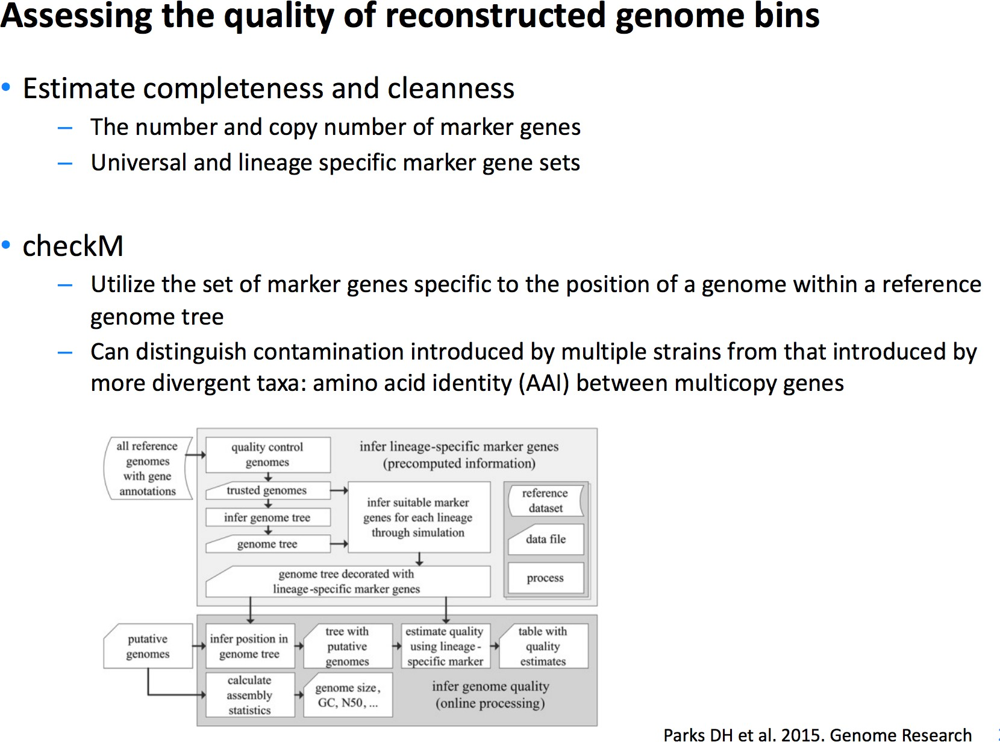 Assessing the quality of reconstructed genome bins
• Estimate completeness and cleanness
– The number and copy number of marker genes
– Universal and lineage specific marker gene sets
• checkM
– Utilize the set of marker genes specific to the position of a genome within a reference
genome tree
– Can distinguish contamination introduced by multiple strains from that introduced by
more divergent taxa: amino acid identity (AAI) between multicopy genes
all reference
genomes
with gene
annotations
quality control
genomes
trusted genomes
infer genome tree
genome tree
infer lineage-specific marker genes
(precomputed information)
infer suitable marker
genes for each lineage
through simulation
reference
dataset
data file
process
genome tree decorated with
lineage-specific marker genes
putative
genomes
infer position in
genome tree
tree with
putative
genomes
estimate quality
using lineage-
specific marker
table with
quality
estimates
calculate
assembly
statistics
genome size,
GC, N50, ...
infer genome quality
(online processing)
Parks DH et al. 2015. Genome Research